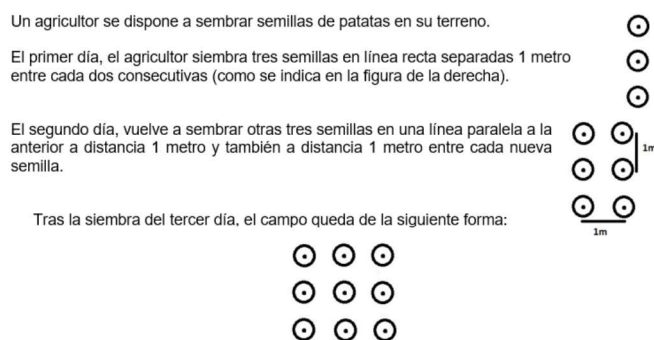 Un agricultor se dispone a sembrar semillas de patatas en su terreno.
El primer día, el agricultor siembra tres semillas en línea recta separadas 1 metro
entre cada dos consecutivas (como se indica en la figura de la derecha).
El segundo día, vuelve a sembrar otras tres semillas en una línea paralela a la
anterior a distancia 1 metro y también a distancia 1 metro entre cada nueva
semilla.
1m
1m
Tras la siembra del tercer día, el campo queda de la siguiente forma: